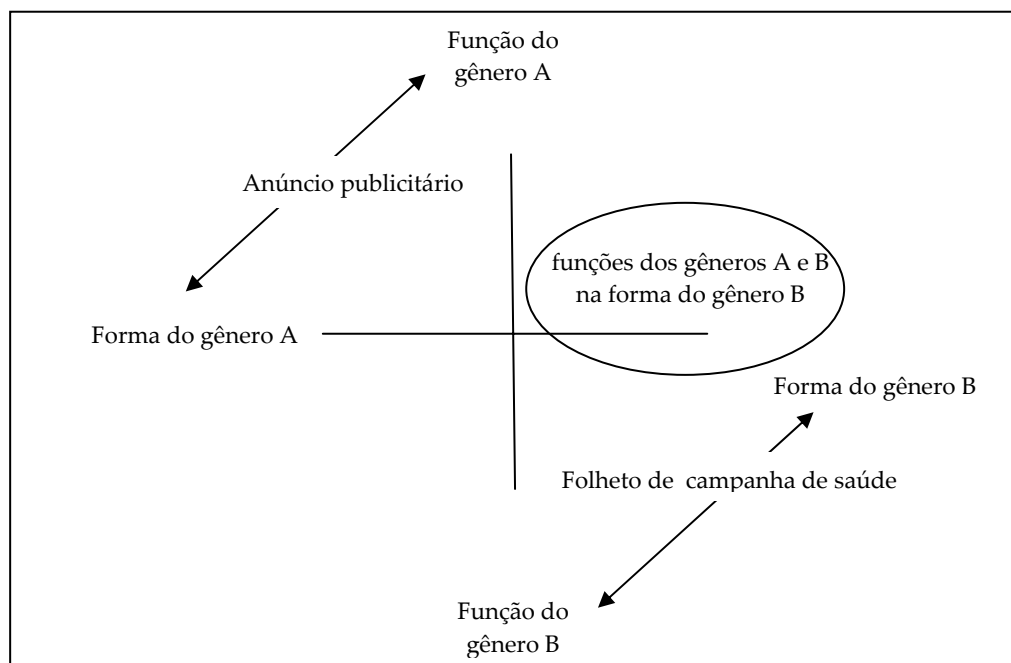 Função do
gênero A
Anúncio publicitário
funções dos gêneros A e B
na forma do gênero B
Forma do gênero A
Forma do gênero B
Folheto de campanha de saúde
Função do
gênero B